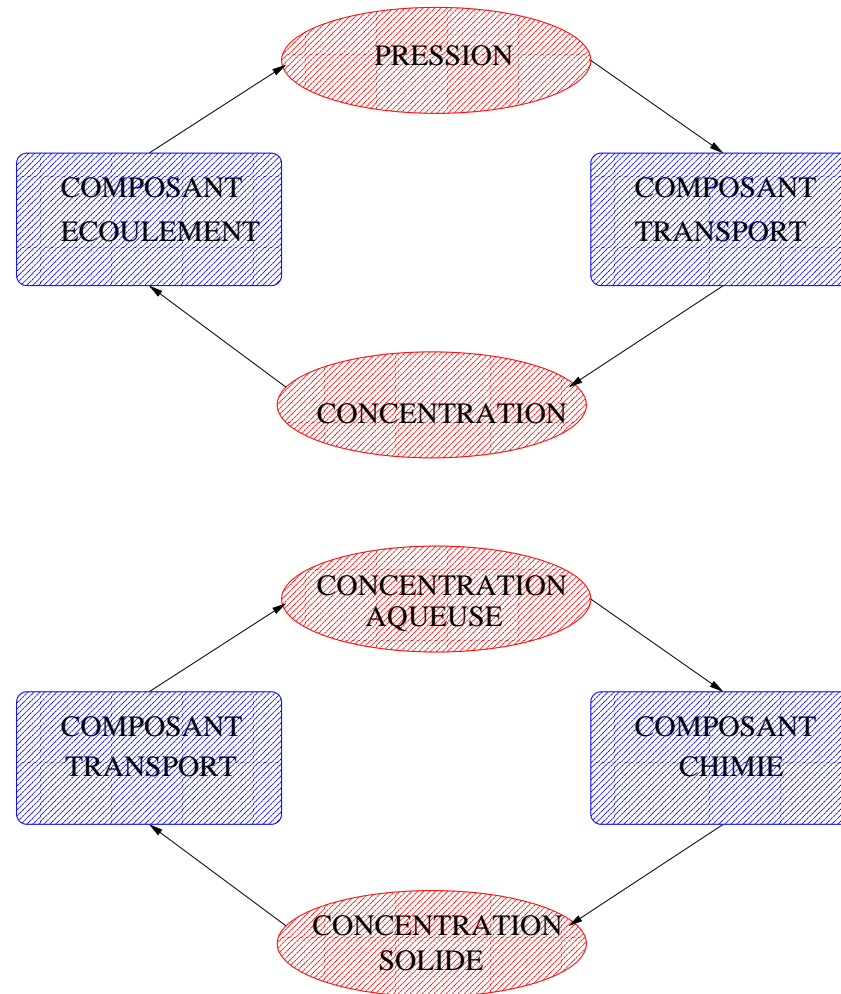 PRESSION
COMPOSANT
ECOULEMENT
COMPOSANT
TRANSPORT
CONCENTRATION
CONCENTRATION
AQUEUSE
COMPOSANT
TRANSPORT
COMPOSANT
CHIMIE
CONCENTRATION
SOLIDE